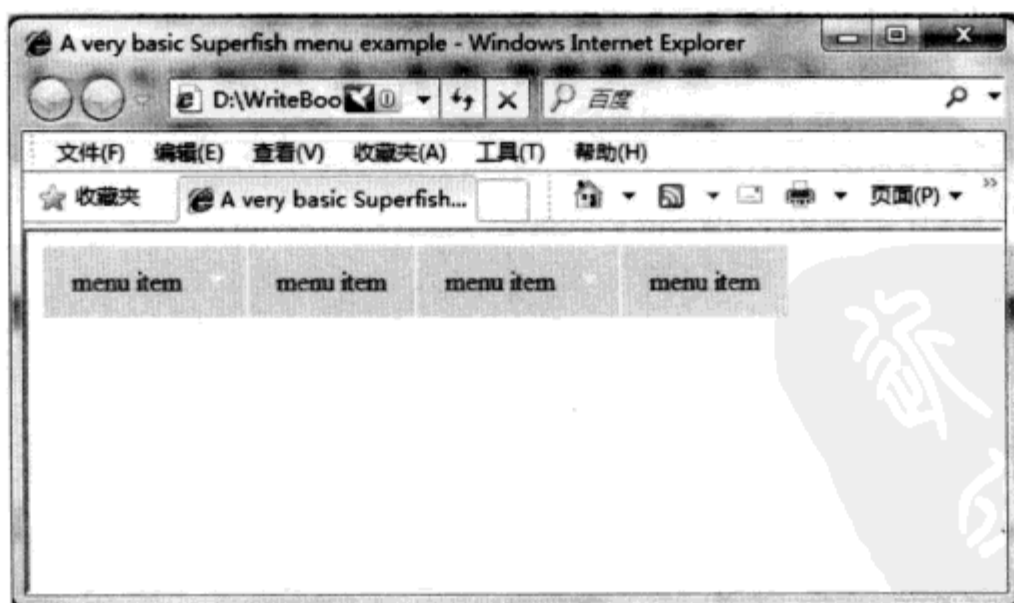 A very basic Superfish menu example - Windows Internet Explorer
D:\WriteBoo 百度
文件(F) 编辑(E) 查看(V) 收藏夹(A) 工具(T) 帮助(H)
收藏夹 A very basic Superfish... 页面(P)
menu item menu item menu item menu item